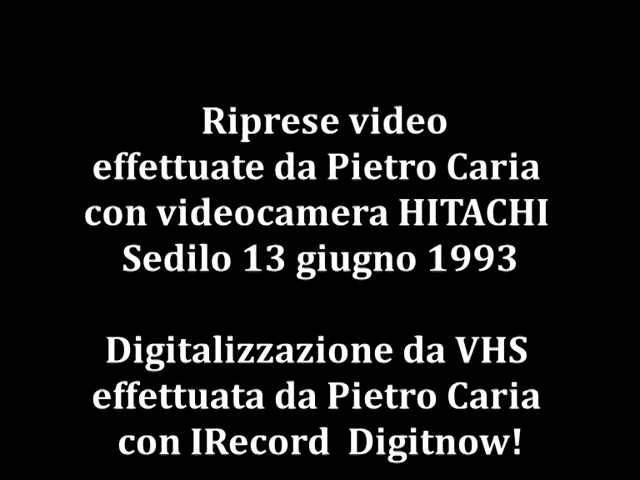 Riprese video
effettuate da Pietro Caria
con videocamera HITACHI
Sedilo 13 giugno 1993
Digitalizzazione da VHS
effettuata da Pietro Caria
con IRecord Digitnow!